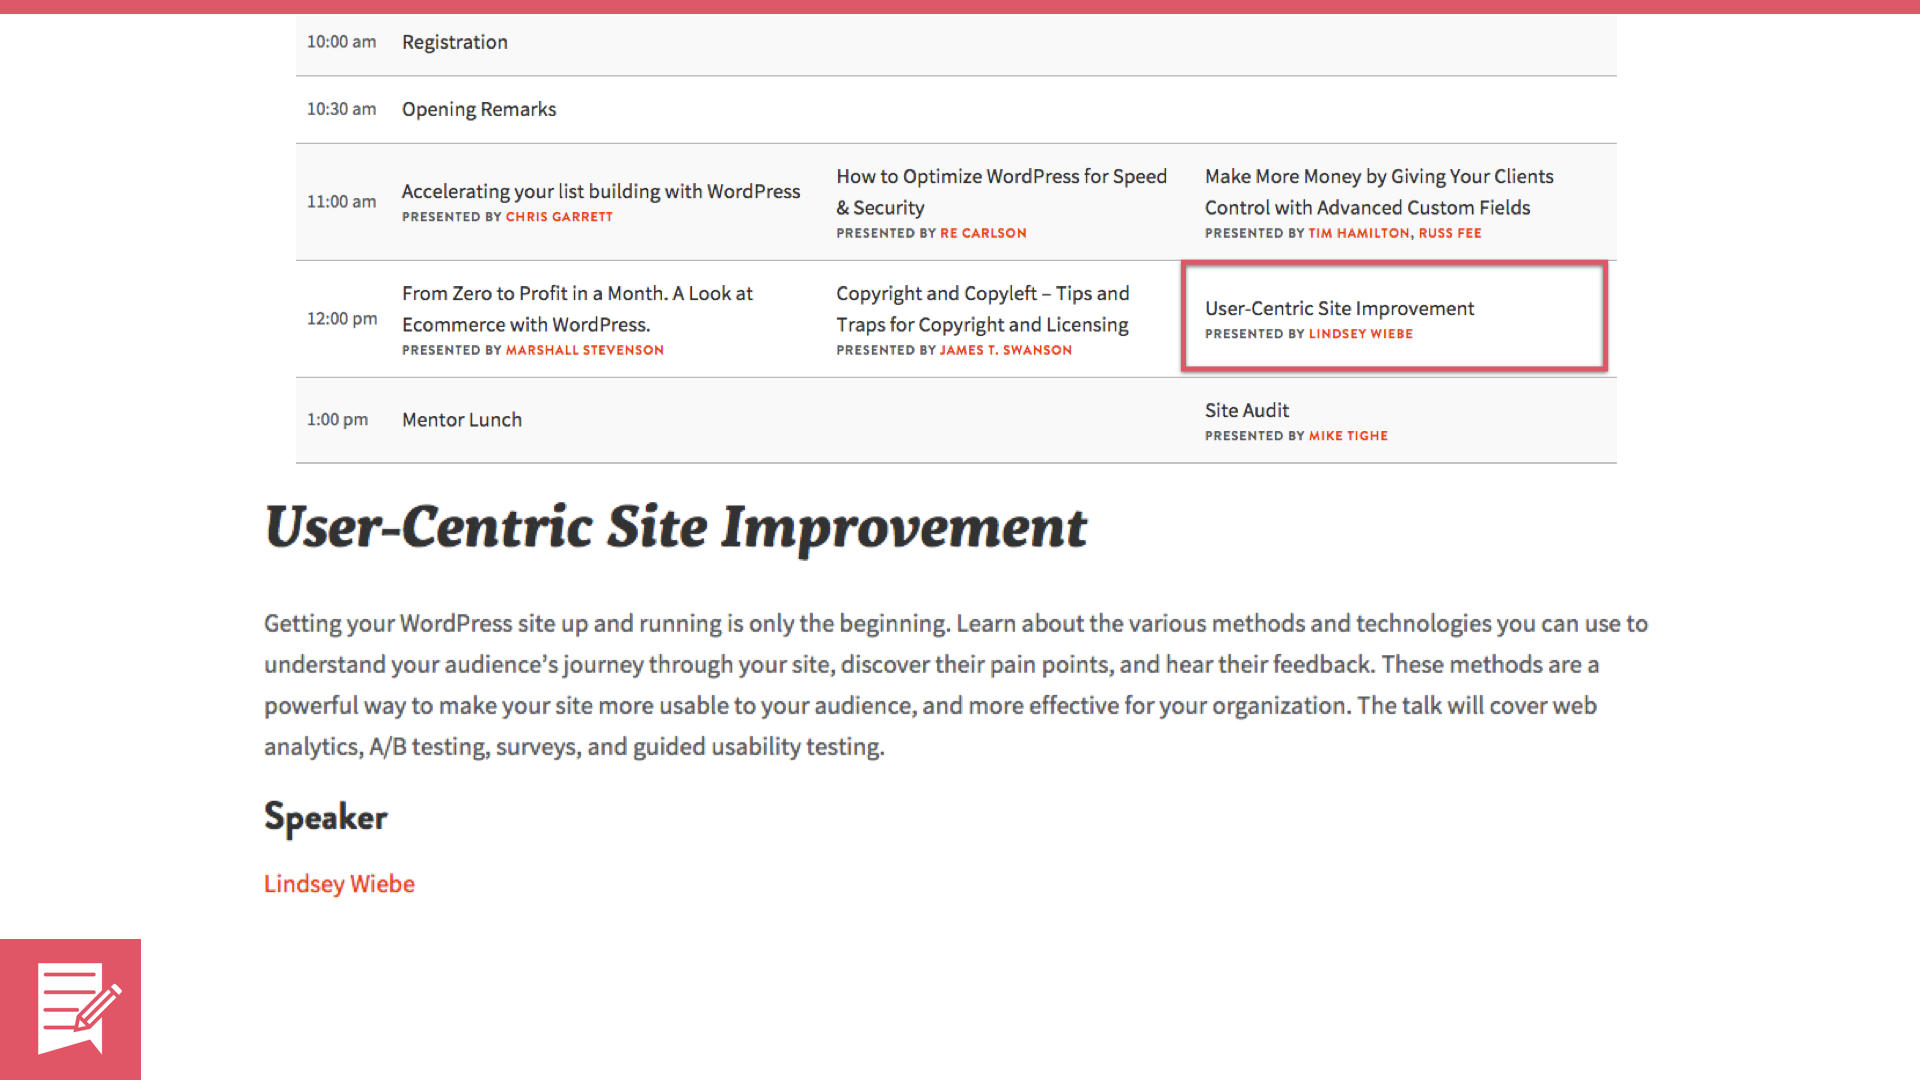 10:00 am Registration
10:30 am Opening Remarks
11:00 am
Accelerating your list building with WordPress
PRESENTED BY CHRIS GARRETT
How to Optimize WordPress for Speed
& Security
PRESENTED BY RE CARLSON
Make More Money by Giving Your Clients
Control with Advanced Custom Fields
PRESENTED BY TIM HAMILTON, RUSS FEE
12:00 pm
From Zero to Profit in a Month. A Look at
Ecommerce with WordPress.
PRESENTED BY MARSHALL STEVENSON
Copyright and Copyleft – Tips and
Traps for Copyright and Licensing
PRESENTED BY JAMES T. SWANSON
User-Centric Site Improvement
PRESENTED BY LINDSEY WIEBE
1:00 pm Mentor Lunch
Site Audit
PRESENTED BY MIKE TIGHE
User-Centric Site Improvement
Getting your WordPress site up and running is only the beginning. Learn about the various methods and technologies you can use to
understand your audience’s journey through your site, discover their pain points, and hear their feedback. These methods are a
powerful way to make your site more usable to your audience, and more effective for your organization. The talk will cover web
analytics, A/B testing, surveys, and guided usability testing.
Speaker
Lindsey Wiebe